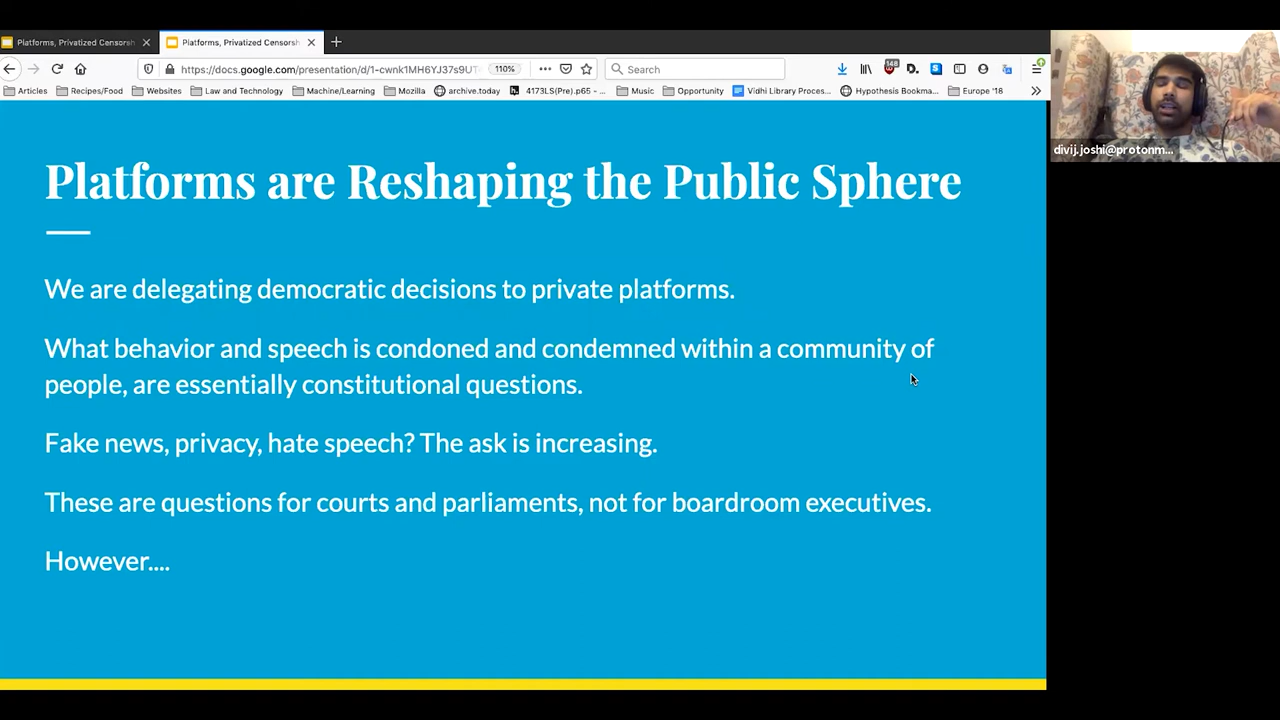 Platforms, Privatized Censorsh
Platforms, Privatized Censorsh
https://docs.google.com/presentation/d/1-cwnk1MH6YJ37s9UT
110%
Search
148
Articles
Recipes/Food
Websites
Law and Technology
Machine/Learning
Mozilla
archive.today
4173LS(Pre).p65 - ...
Music
Opportunity
Vidhi Library Proces...
Hypothesis Bookma...
Europe '18
divij.joshi@protonm...
Platforms are Reshaping the Public Sphere
We are delegating democratic decisions to private platforms.
What behavior and speech is condoned and condemned within a community of
people, are essentially constitutional questions.
Fake news, privacy, hate speech? The ask is increasing.
These are questions for courts and parliaments, not for boardroom executives.
However....